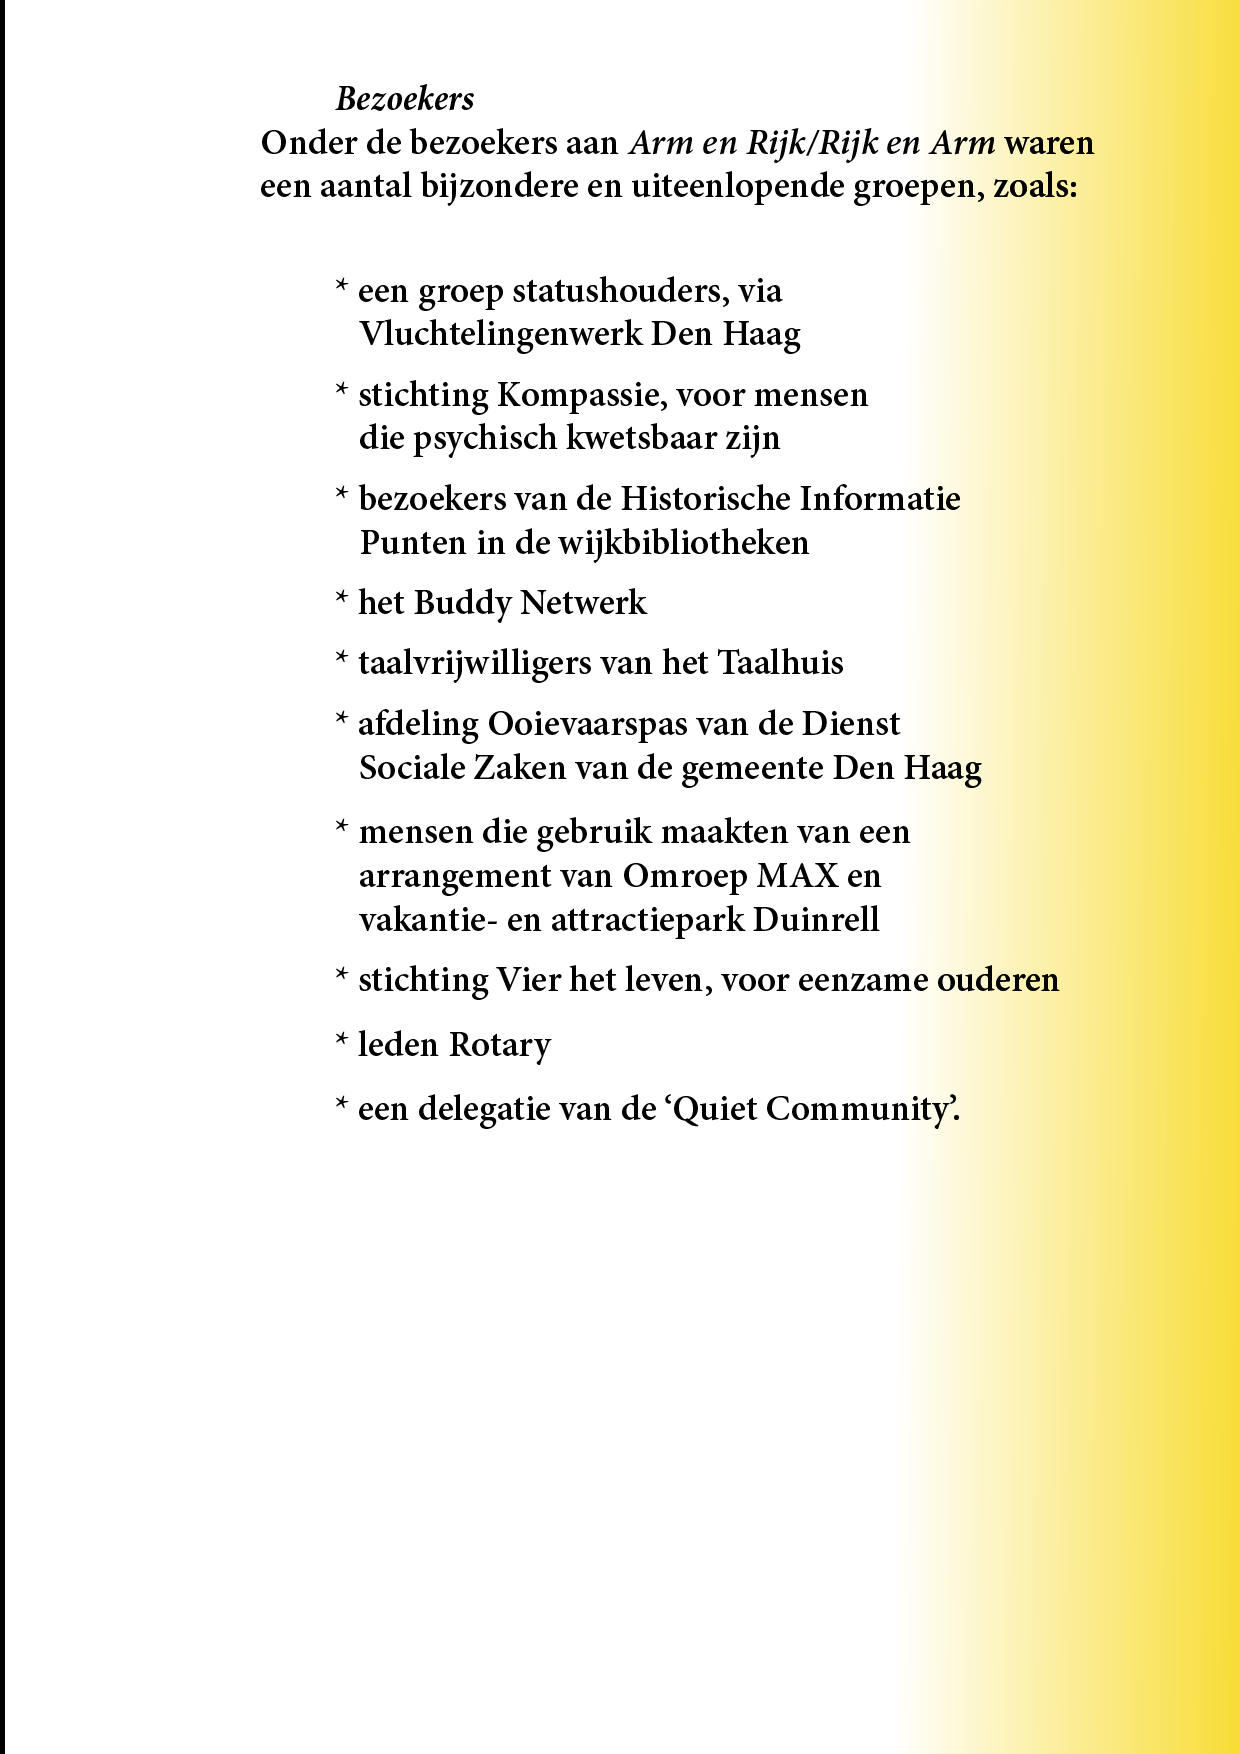 Bezoekers
Onder de bezoekers aan Arm en Rijk/Rijk en Arm waren
een aantal bijzondere en uiteenlopende groepen, zoals:
* een groep statushouders, via
Vluchtelingenwerk Den Haag
* stichting Kompassie, voor mensen
die psychisch kwetsbaar zijn
* bezoekers van de Historische Informatie
Punten in de wijkbibliotheken
* het Buddy Netwerk
* taalvrijwilligers van het Taalhuis
* afdeling Ooievaarspas van de Dienst
Sociale Zaken van de gemeente Den Haag
* mensen die gebruik maakten van een
arrangement van Omroep MAX en
vakantie- en attractiepark Duinrell
* stichting Vier het leven, voor eenzame ouderen
* leden Rotary
* een delegatie van de ‘Quiet Community’.